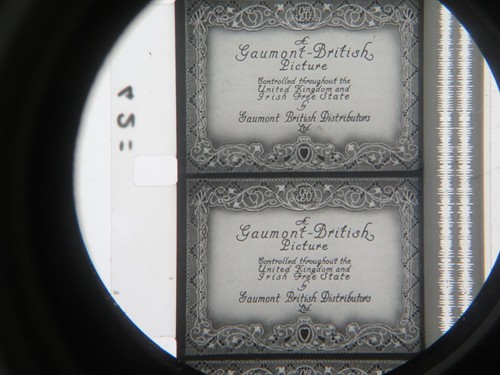 A
Gaumont-British
Picture
Controlled throughout the
United Kingdom and
Irish Free State
by
Gaumont British Distributors
Ltd.
A
Gaumont-British
Picture
Controlled throughout the
United Kingdom and
Irish Free State
by
Gaumont British Distributors
Ltd.